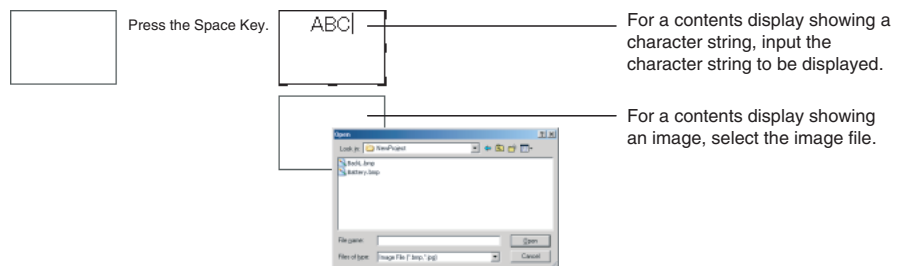 Press the Space Key.
ABC
For a contents display showing a
character string, input the
character string to be displayed.
For a contents display showing
an image, select the image file.
Open
Look in: NewProject
BackL.bmp
Battery.bmp
File name:
Open
Files of type: Image File (*.bmp,*.jpg)
Cancel